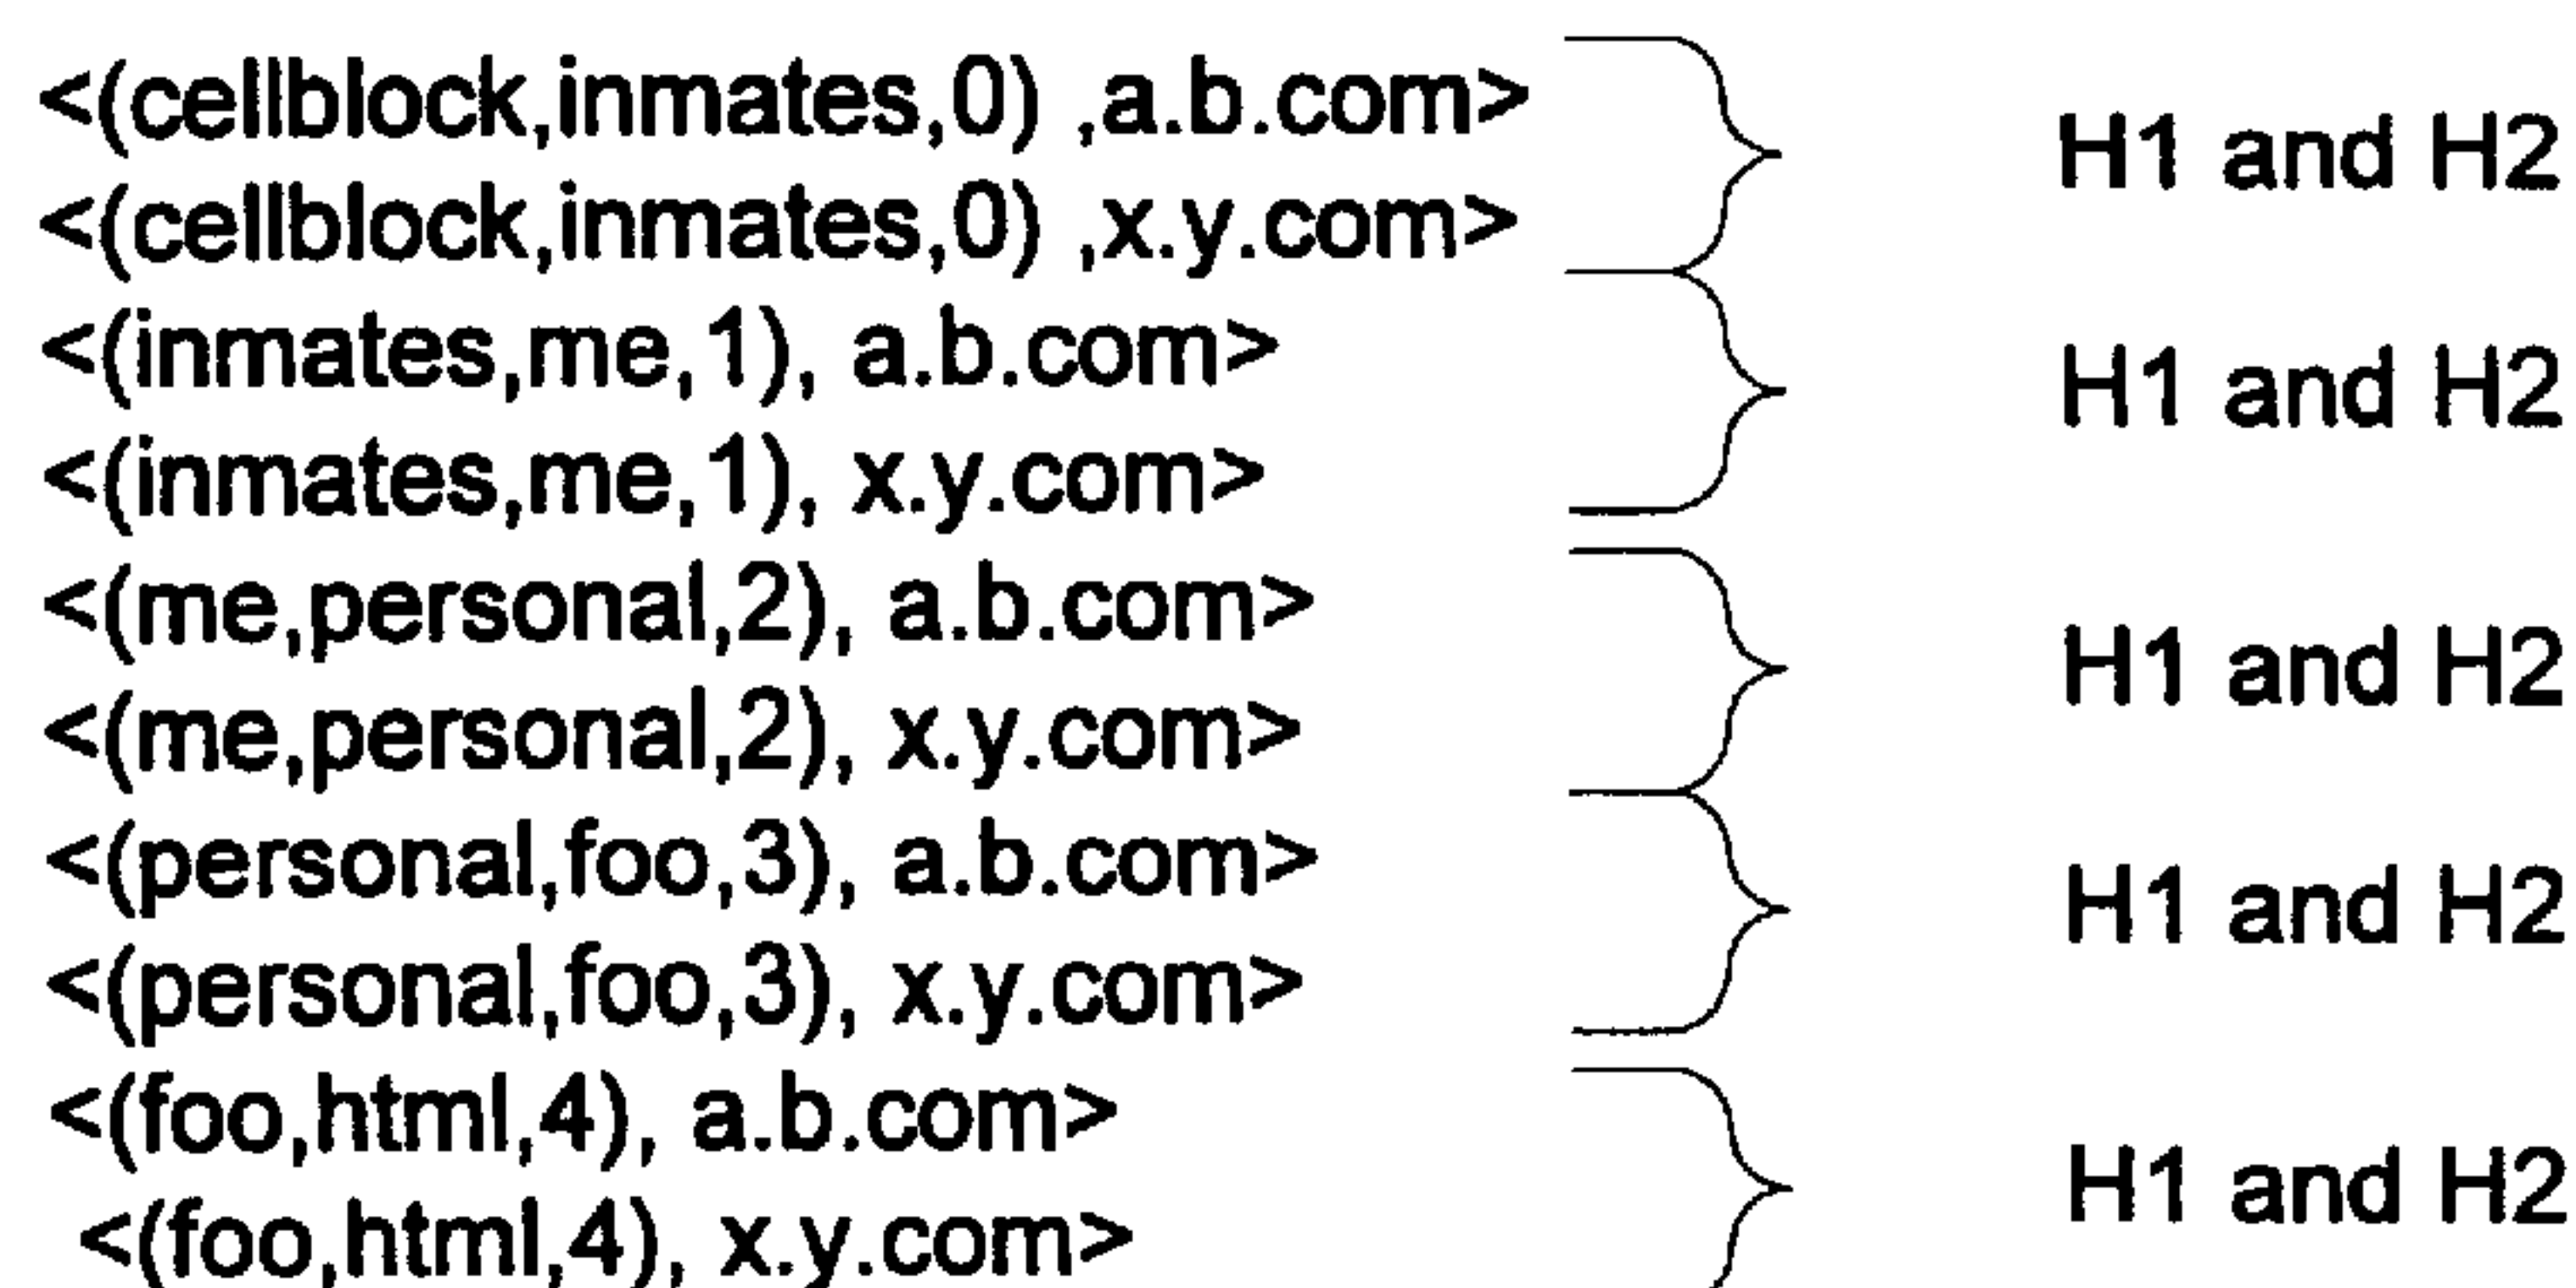 <(cellblock,inmates,0) ,a.b.com>
<(cellblock,inmates,0) ,x.y.com>
H1 and H2
<(inmates,me,1), a.b.com>
<(inmates,me,1), x.y.com>
H1 and H2
<(me,personal,2), a.b.com>
<(me,personal,2), x.y.com>
H1 and H2
<(personal,foo,3), a.b.com>
<(personal,foo,3), x.y.com>
H1 and H2
<(foo,html,4), a.b.com>
<(foo,html,4), x.y.com>
H1 and H2